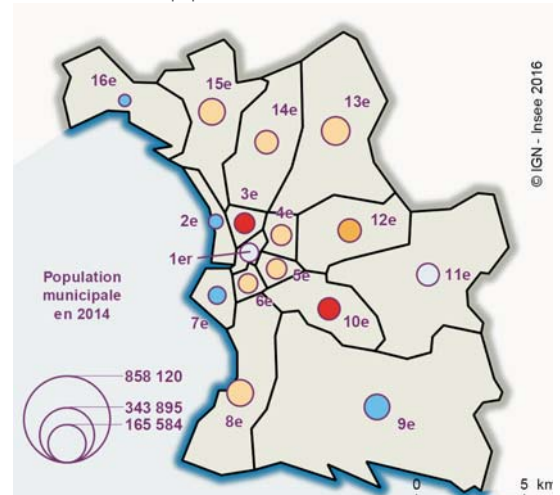 16e
15e
14e
13e
© IGN - Insee 2016
3e
2e
4e
12e
1er
5e
11e
6e
7e
10e
8e
9e
Population
municipale
en 2014
858 120
343 895
165 584
0 5 km